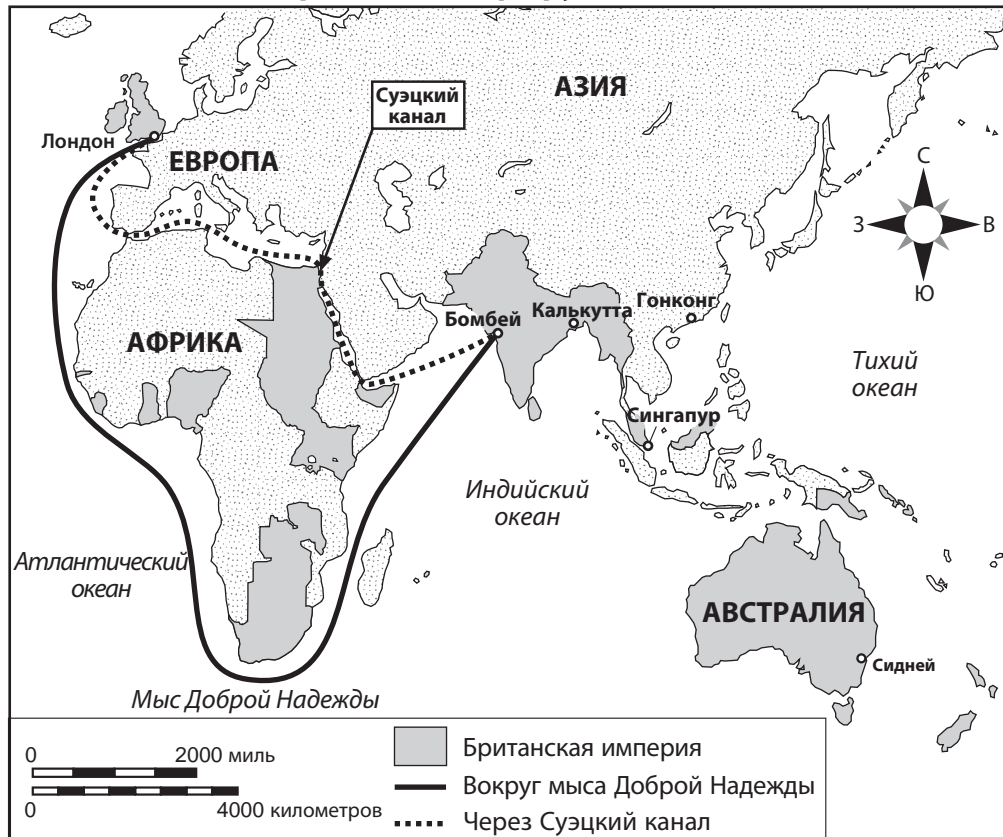 АЗИЯ
Суэцкий
канал
Лондон
ЕВРОПА
С
З
В
Ю
Гонконг
Калькутта
Бомбей
АФРИКА
Тихий
океан
Сингапур
Индийский
океан
Атлантический
океан
АВСТРАЛИЯ
Сидней
Мыс Доброй Надежды
0 2000 миль
0 4000 километров
Британская империя
Вокруг мыса Доброй Надежды
Через Суэцкий канал